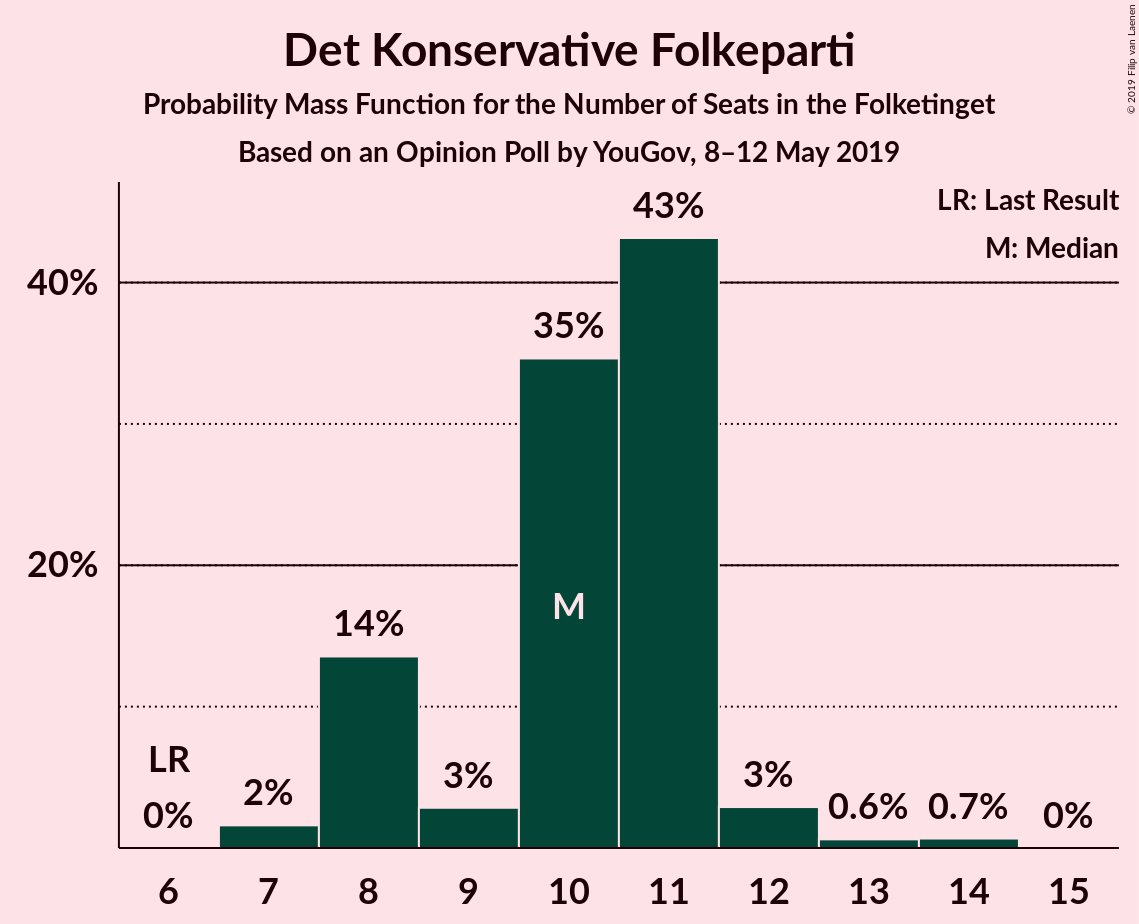 Det Konservative Folkeparti
Probability Mass Function for the Number of Seats in the Folketinget
Based on an Opinion Poll by YouGov, 8–12 May 2019
© 2019 Filip van Laenen
LR: Last Result
M: Median
43%
40%
35%
20%
M
14%
LR
0%
2%
3%
3%
0.6%
0.7%
0%
6 7 8 9 10 11 12 13 14 15